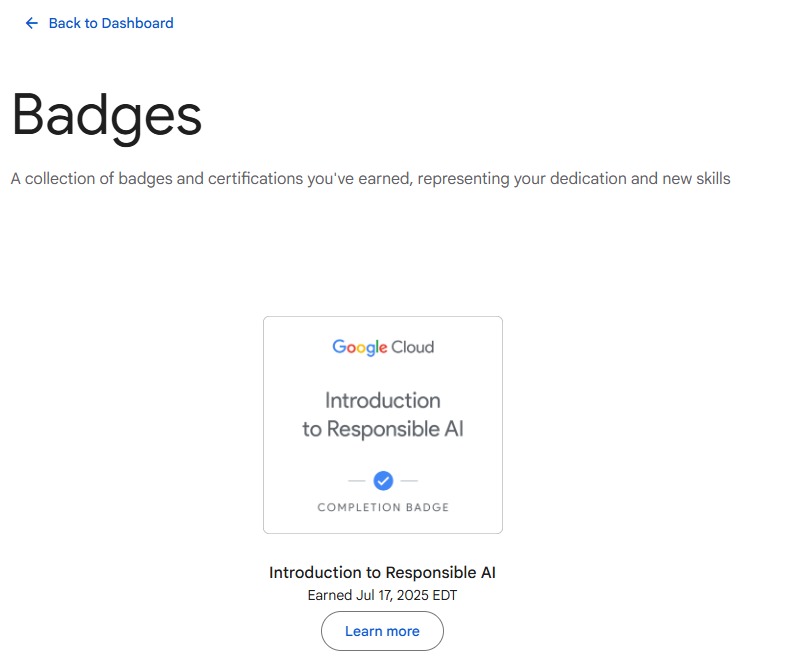 Back to Dashboard
Badges
A collection of badges and certifications you've earned, representing your dedication and new skills
Google Cloud
Introduction
to Responsible AI
COMPLETION BADGE
Introduction to Responsible AI
Earned Jul 17, 2025 EDT
Learn more